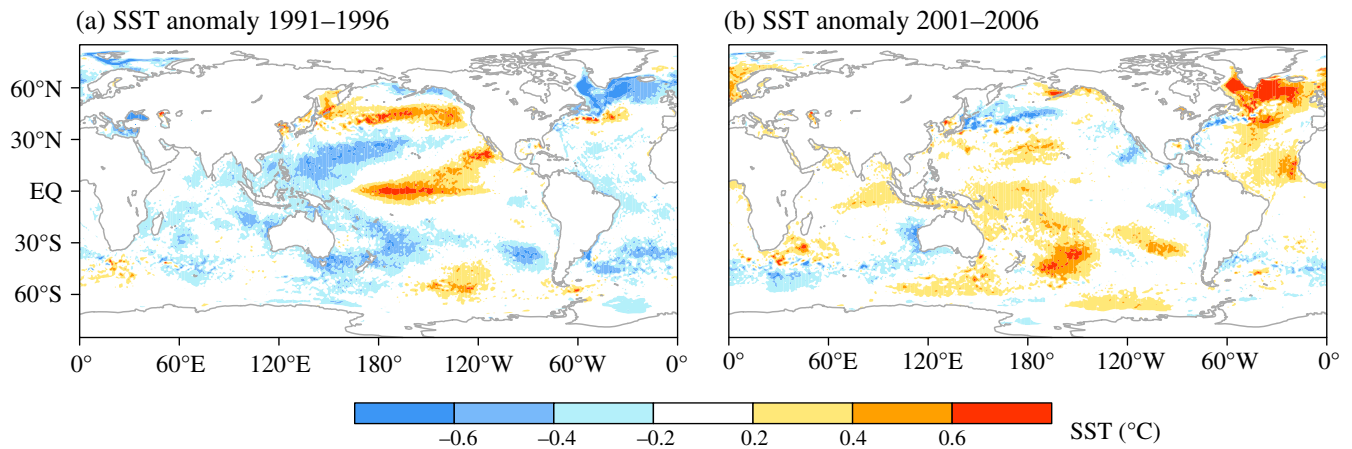 (a) SST anomaly 1991–1996
(b) SST anomaly 2001–2006
60°N
30°N
EQ
30°S
60°S
0° 60°E 120°E 180° 120°W 60°W 0°
0° 60°E 120°E 180° 120°W 60°W 0°
−0.6 −0.4 −0.2 0.2 0.4 0.6 SST (°C)